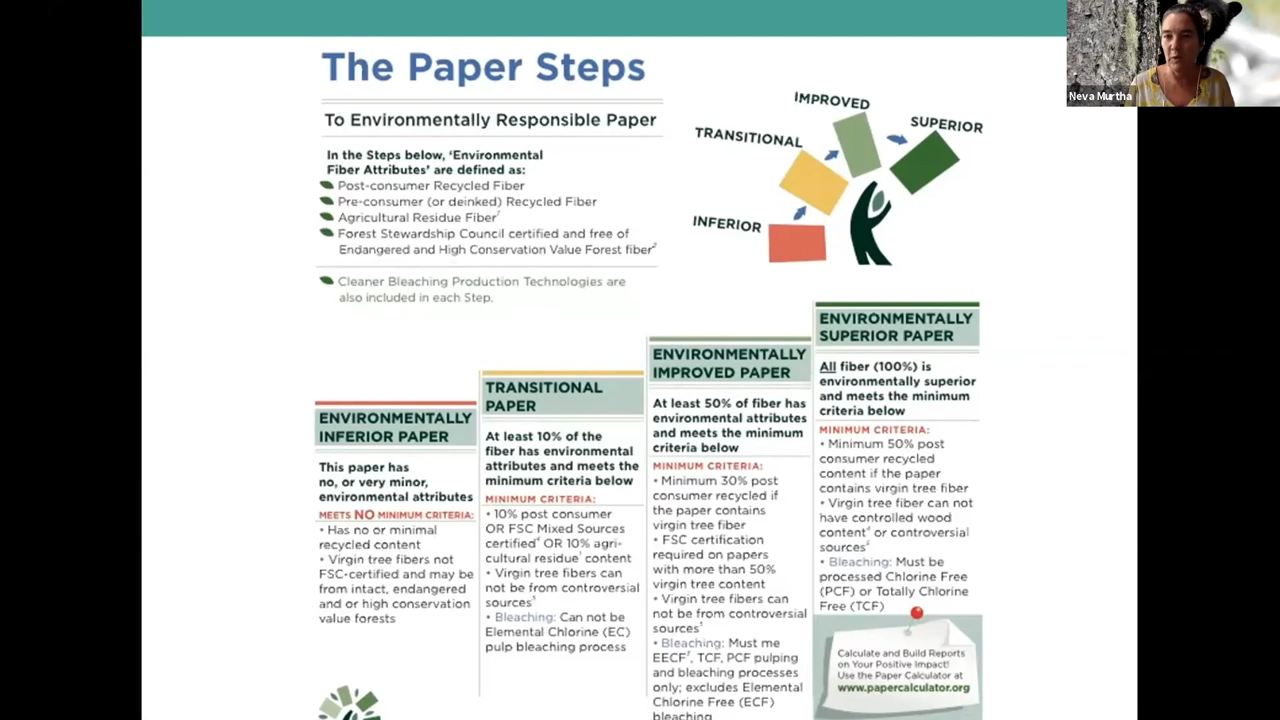 The Paper Steps
To Environmentally Responsible Paper
In the Steps below, 'Environmental
Fiber Attributes' are defined as:
Post-consumer Recycled Fiber
Pre-consumer (or deinked) Recycled Fiber
Agricultural Residue Fiber¹
Forest Stewardship Council certified and free of
Endangered and High Conservation Value Forest fiber²
Cleaner Bleaching Production Technologies are
also included in each Step.
INFERIOR
TRANSITIONAL
IMPROVED
SUPERIOR
Neva Murtha
ENVIRONMENTALLY
INFERIOR PAPER
This paper has
no, or very minor,
environmental attributes
MEETS NO MINIMUM CRITERIA:
• Has no or minimal
recycled content
• Virgin tree fibers not
FSC-certified and may be
from intact, endangered
and or high conservation
value forests
TRANSITIONAL
PAPER
At least 10% of the
fiber has environmental
attributes and meets the
minimum criteria below
MINIMUM CRITERIA:
• 10% post consumer
OR FSC Mixed Sources
certified⁴ OR 10% agri-
cultural residue¹ content
• Virgin tree fibers can
not be from controversial
sources⁵
• Bleaching: Can not be
Elemental Chlorine (EC)
pulp bleaching process
ENVIRONMENTALLY
IMPROVED PAPER
At least 50% of fiber has
environmental attributes
and meets the minimum
criteria below
MINIMUM CRITERIA:
• Minimum 30% post
consumer recycled if
the paper contains
virgin tree fiber
• FSC certification
required on papers
with more than 50%
virgin tree content
• Virgin tree fibers can
not be from controversial
sources⁵
• Bleaching: Must me
EECF⁷, TCF, PCF pulping
and bleaching processes
only; excludes Elemental
Chlorine Free (ECF)
bleaching
ENVIRONMENTALLY
SUPERIOR PAPER
All fiber (100%) is
environmentally superior
and meets the minimum
criteria below
MINIMUM CRITERIA:
• Minimum 50% post
consumer recycled
content if the paper
contains virgin tree fiber
• Virgin tree fiber can not
have controlled wood
content⁶ or controversial
sources⁵
• Bleaching: Must be
processed Chlorine Free
(PCF) or Totally Chlorine
Free (TCF)
Calculate and Build Reports
on Your Positive Impact!
Use the Paper Calculator at
www.papercalculator.org